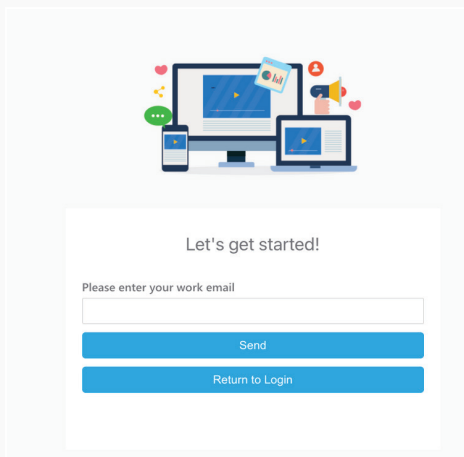 Let's get started!
Please enter your work email
Send
Return to Login